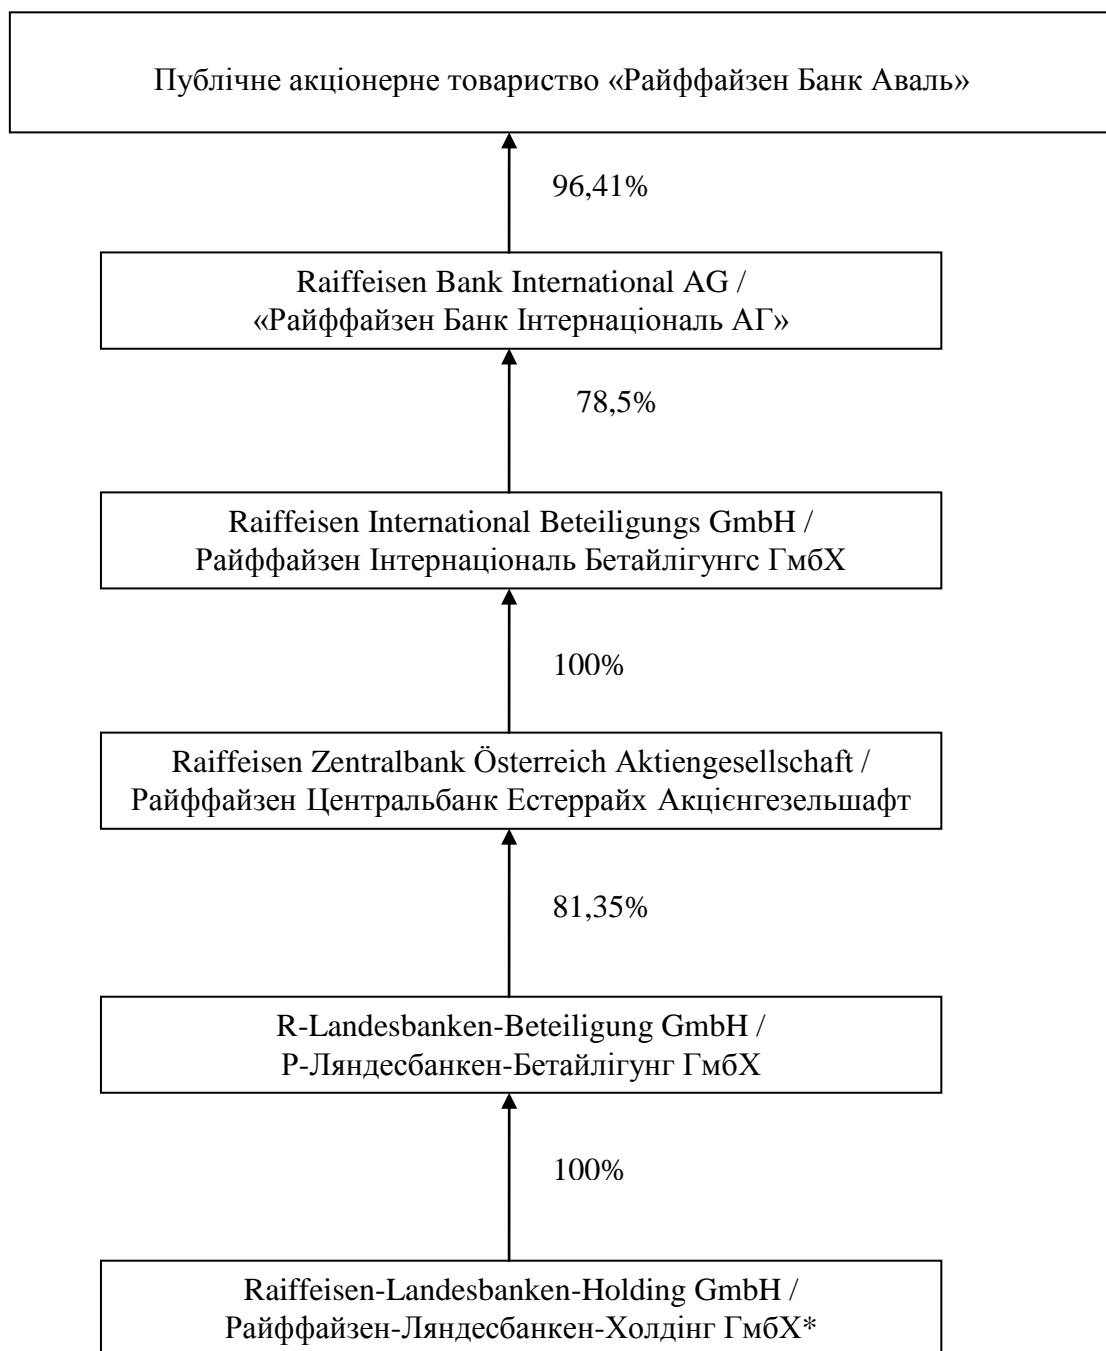 Публічне акціонерне товариство «Райффайзен Банк Аваль»
96,41%
Raiffeisen Bank International AG /
«Райффайзен Банк Інтернаціональ АГ»
78,5%
Raiffeisen International Beteiligungs GmbH /
Райффайзен Інтернаціональ Бетайлігунгс ГмбХ
100%
Raiffeisen Zentralbank Österreich Aktiengesellschaft /
Райффайзен Центральбанк Естеррайх Акцієнгезельшафт
81,35%
R-Landesbanken-Beteiligung GmbH /
Р-Ляндесбанкен-Бетайлігунг ГмбХ
100%
Raiffeisen-Landesbanken-Holding GmbH /
Райффайзен-Ляндесбанкен-Холдінг ГмбХ*